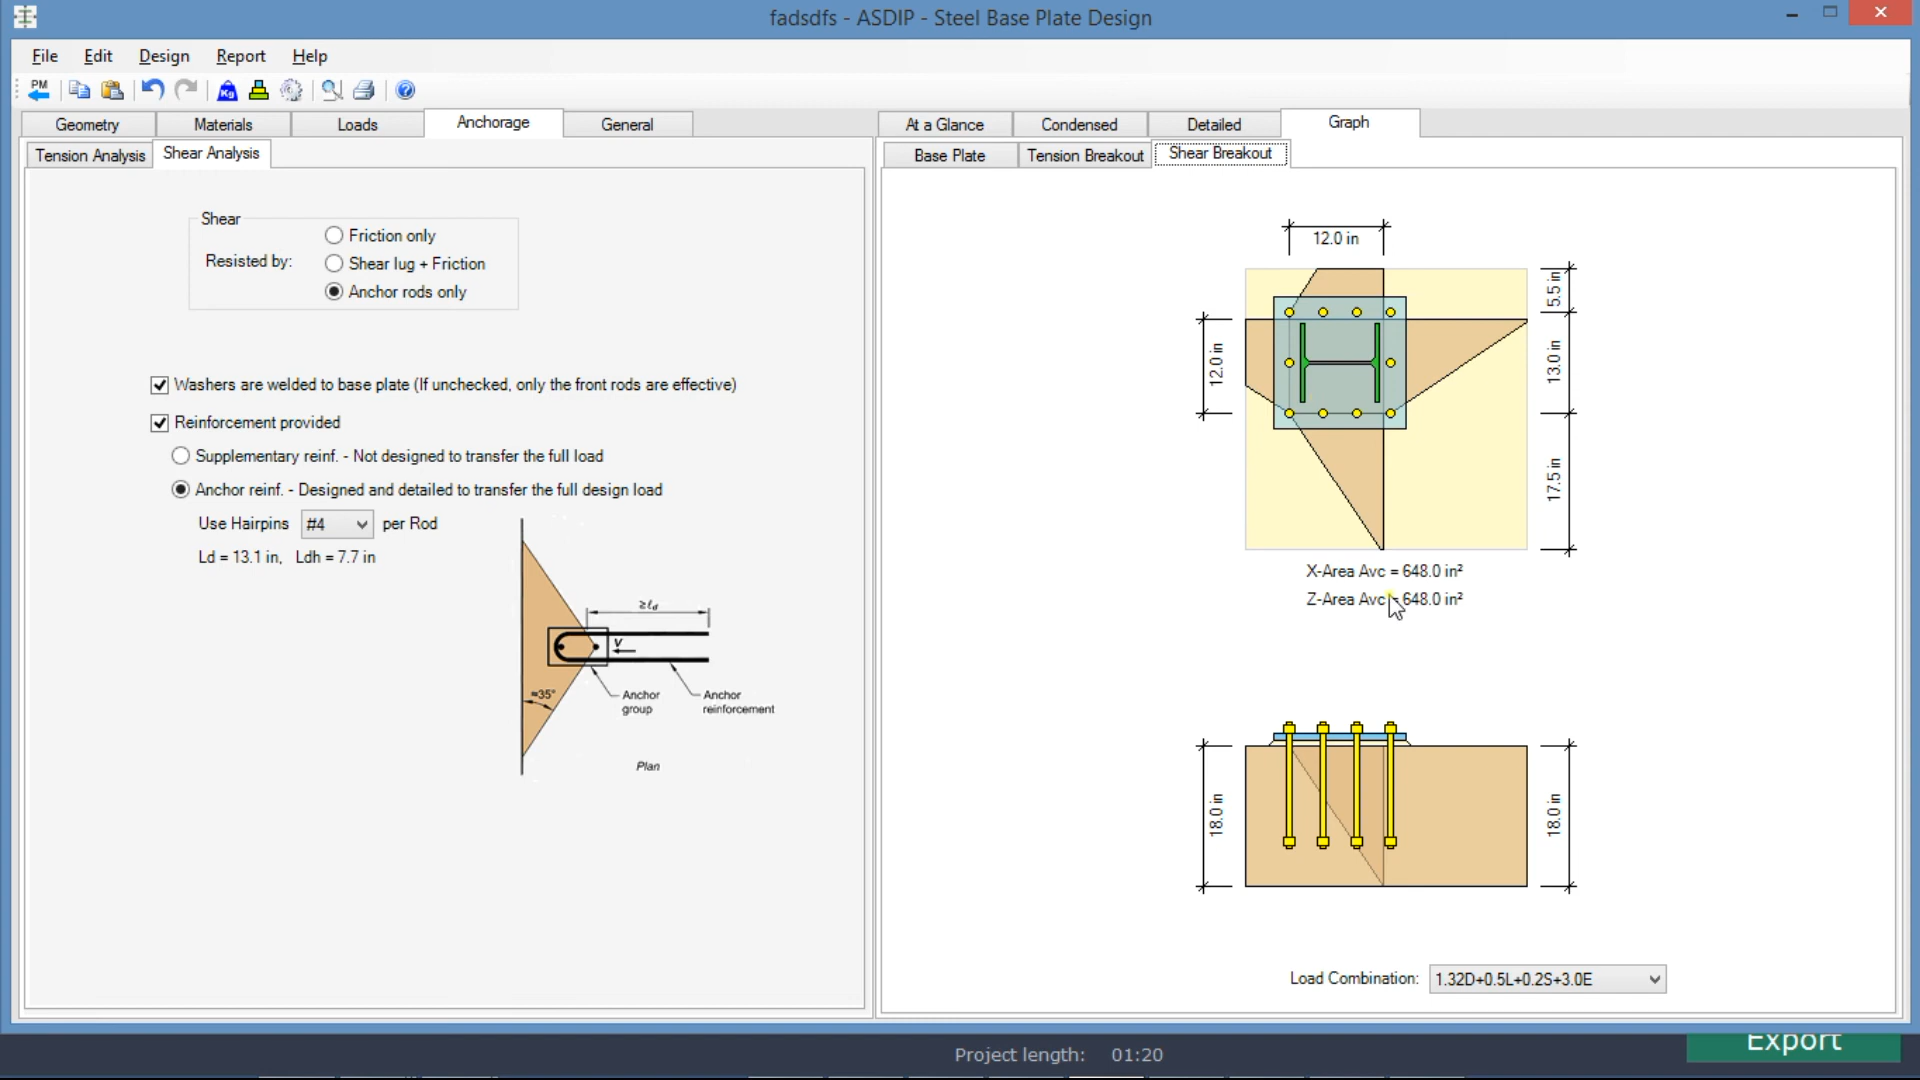 fadsdfs - ASDIP - Steel Base Plate Design
File Edit Design Report Help
PM Kg ?
Geometry Materials Loads Anchorage General
Tension Analysis Shear Analysis
Shear
Resisted by:
Friction only
Shear lug + Friction
Anchor rods only
Washers are welded to base plate (If unchecked, only the front rods are effective)
Reinforcement provided
Supplementary reinf. - Not designed to transfer the full load
Anchor reinf. - Designed and detailed to transfer the full design load
Use Hairpins #4 per Rod
Ld = 13.1 in, Ldh = 7.7 in
≥ℓd
V
≈35°
Anchor group
Anchor reinforcement
Plan
At a Glance Condensed Detailed Graph
Base Plate Tension Breakout Shear Breakout
12.0 in
5.5 in
12.0 in
13.0 in
17.5 in
X-Area Avc = 648.0 in²
Z-Area Avc = 648.0 in²
18.0 in
18.0 in
Load Combination: 1.32D+0.5L+0.2S+3.0E
Project length: 01:20
Export